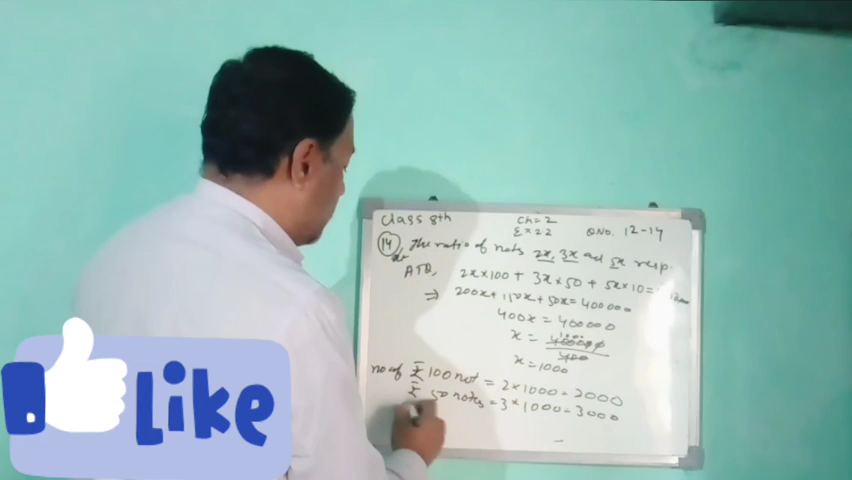 Class 8th
Ch = 2
Ex 2.2
Q No. 12-14
14 The ratio of nots 2x, 3x and 5x resp.
ATQ, 2x×100 + 3x×50 + 5x×10 =
⇒ 200x + 150x + 50x = 400000
400x = 400000
x = 400000/400
x = 1000
no of ₹ 100 not = 2×1000 = 2000
₹ 50 notes = 3×1000 = 3000
Like